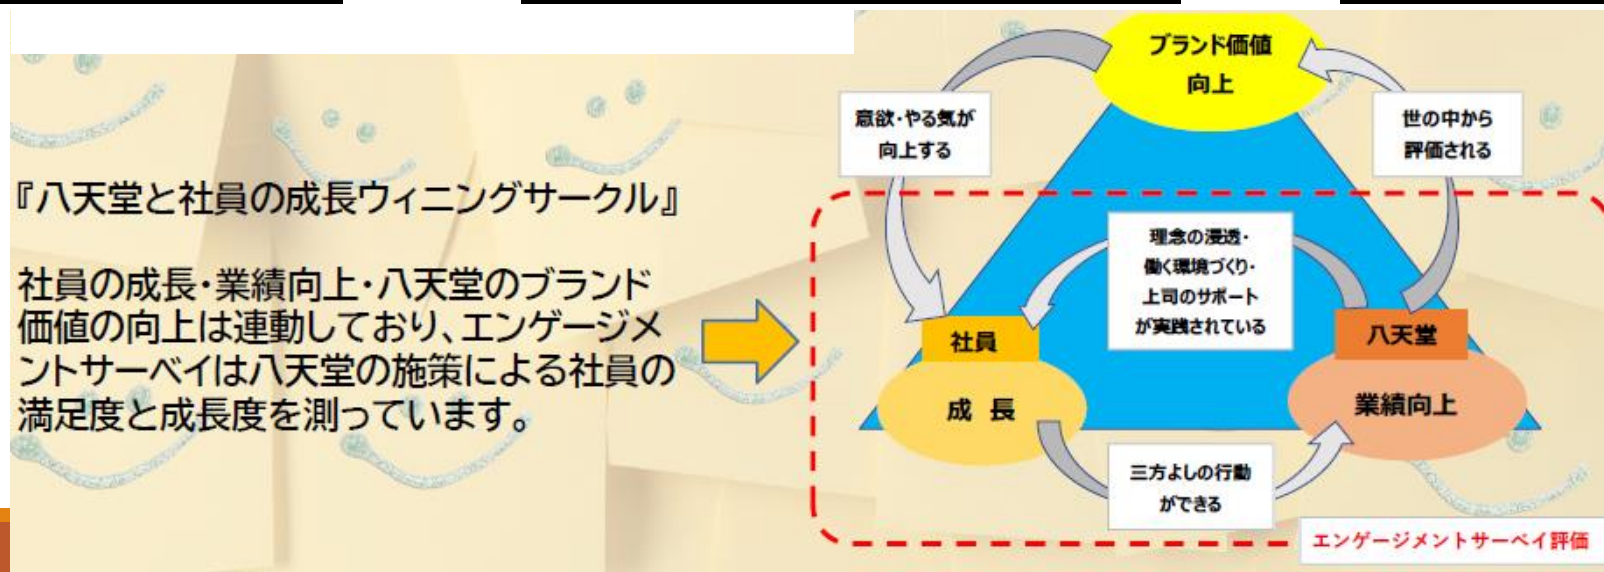 『八天堂と社員の成長ウィニングサークル』
社員の成長・業績向上・八天堂のブランド
価値の向上は連動しており、エンゲージメ
ントサーベイは八天堂の施策による社員の
満足度と成長度を測っています。
ブランド価値
向上
意欲・やる気が
向上する
世の中から
評価される
理念の浸透・
働く環境づくり・
上司のサポート
が実践されている
社員
成 長
八天堂
業績向上
三方よしの行動
ができる
エンゲージメントサーベイ評価